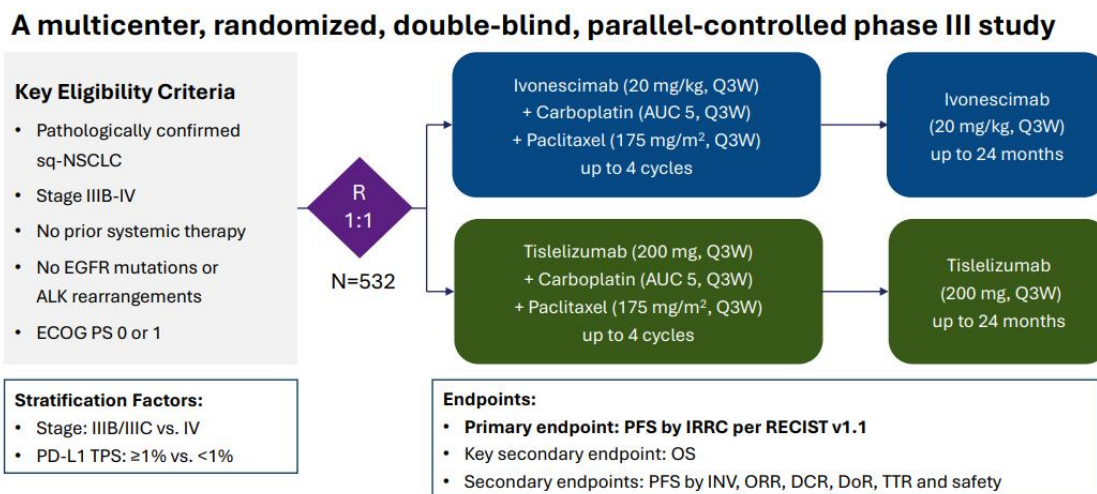 A multicenter, randomized, double-blind, parallel-controlled phase III study
Key Eligibility Criteria
• Pathologically confirmed
sq-NSCLC
• Stage IIIB-IV
• No prior systemic therapy
• No EGFR mutations or
ALK rearrangements
• ECOG PS 0 or 1
R
1:1
N=532
Ivonescimab (20 mg/kg, Q3W)
+ Carboplatin (AUC 5, Q3W)
+ Paclitaxel (175 mg/m², Q3W)
up to 4 cycles
Ivonescimab
(20 mg/kg, Q3W)
up to 24 months
Tislelizumab (200 mg, Q3W)
+ Carboplatin (AUC 5, Q3W)
+ Paclitaxel (175 mg/m², Q3W)
up to 4 cycles
Tislelizumab
(200 mg, Q3W)
up to 24 months
Stratification Factors:
• Stage: IIIB/IIIC vs. IV
• PD-L1 TPS: ≥1% vs. <1%
Endpoints:
• Primary endpoint: PFS by IRRC per RECIST v1.1
• Key secondary endpoint: OS
• Secondary endpoints: PFS by INV, ORR, DCR, DoR, TTR and safety